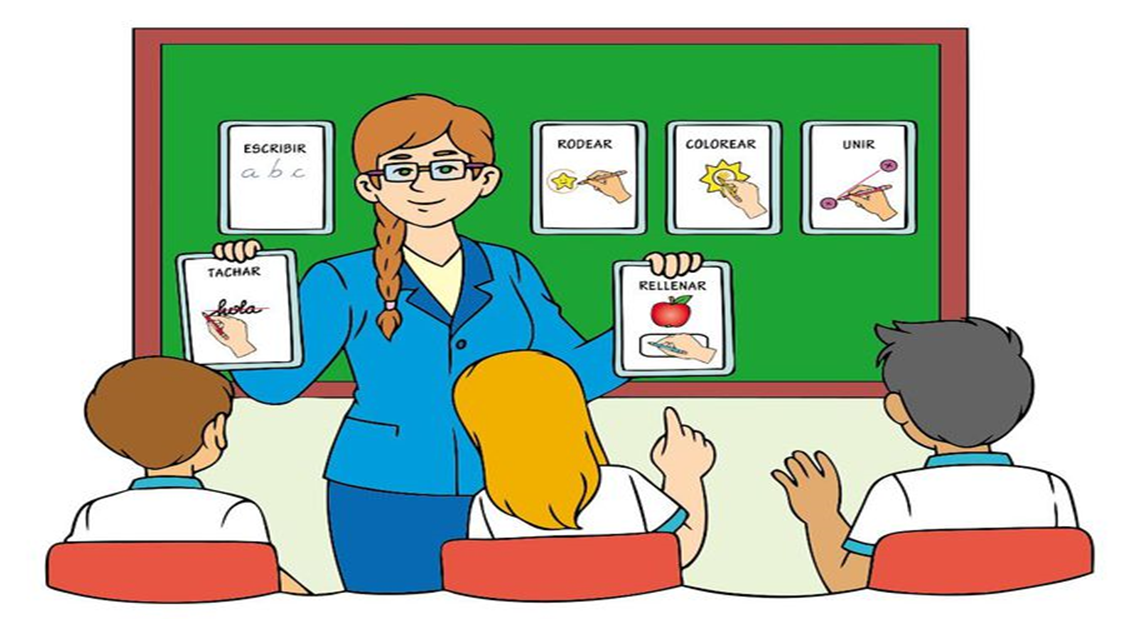 ESCRIBIR
a b c
RODEAR
COLOREAR
UNIR
TACHAR
hola
RELLENAR